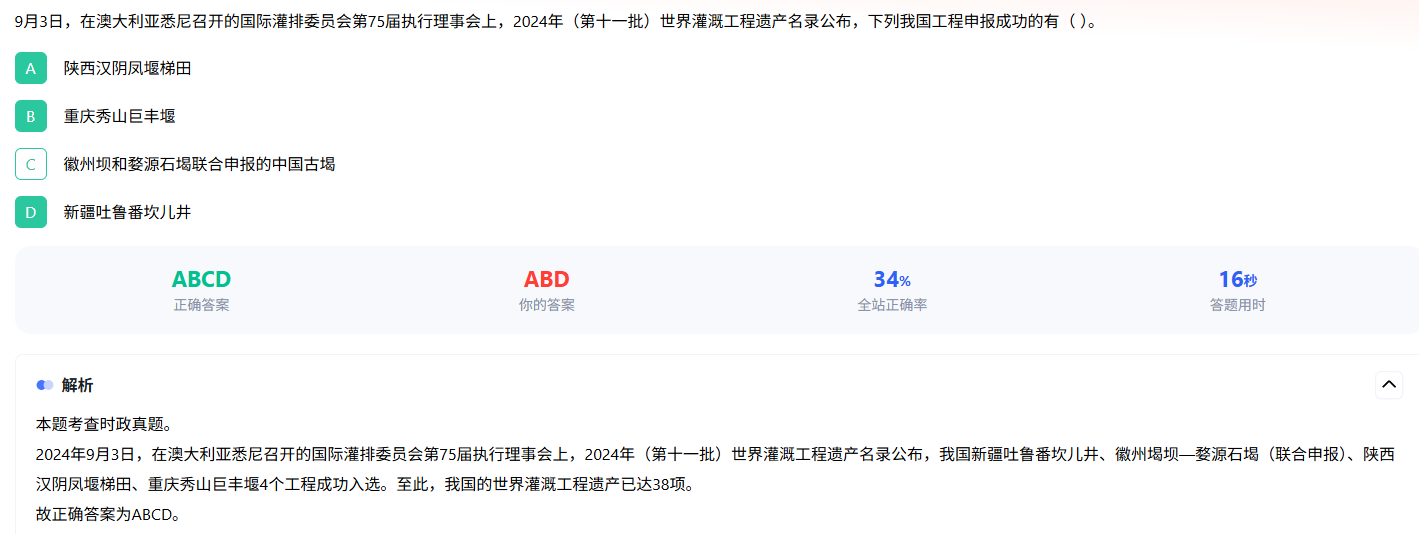 9月3日，在澳大利亚悉尼召开的国际灌排委员会第75届执行理事会上，2024年（第十一批）世界灌溉工程遗产名录公布，下列我国工程申报成功的有（ ）。
A 陕西汉阴凤堰梯田
B 重庆秀山巨丰堰
C 徽州坝和婺源石堨联合申报的中国古堨
D 新疆吐鲁番坎儿井
ABCD ABD 34% 16秒
正确答案 你的答案 全站正确率 答题用时
解析
本题考查时政真题。
2024年9月3日，在澳大利亚悉尼召开的国际灌排委员会第75届执行理事会上，2024年（第十一批）世界灌溉工程遗产名录公布，我国新疆吐鲁番坎儿井、徽州堨坝—婺源石堨（联合申报）、陕西
汉阴凤堰梯田、重庆秀山巨丰堰4个工程成功入选。至此，我国的世界灌溉工程遗产已达38项。
故正确答案为ABCD。